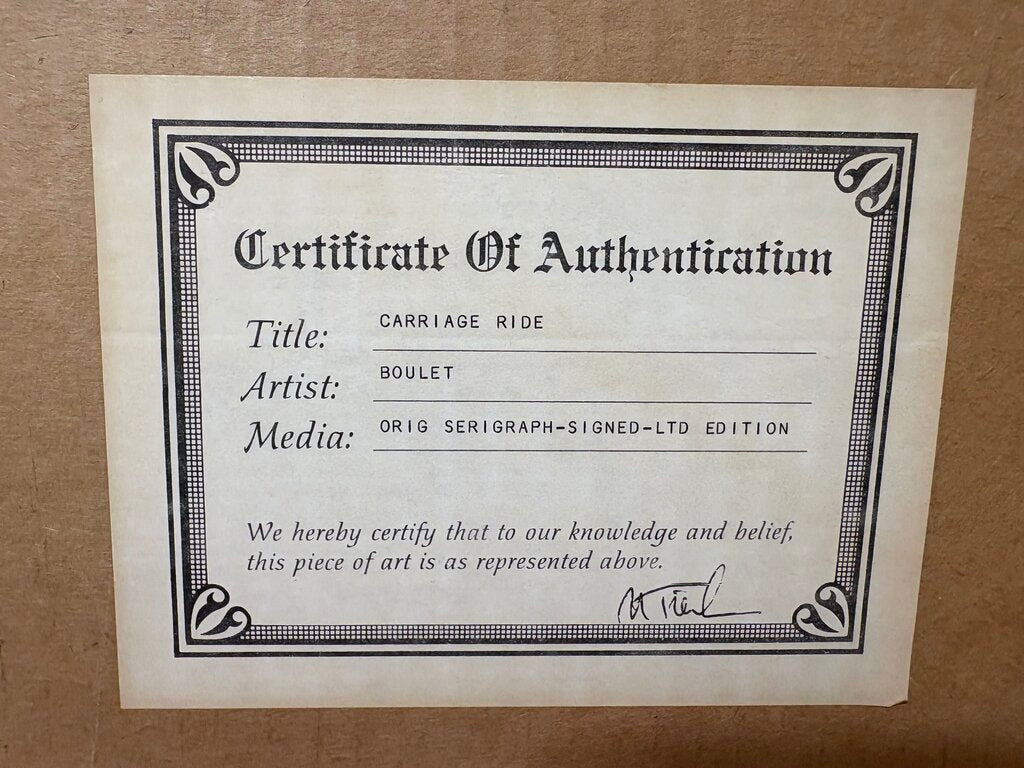 Certificate Of Authentication
Title: CARRIAGE RIDE
Artist: BOULET
Media: ORIG SERIGRAPH-SIGNED-LTD EDITION
We hereby certify that to our knowledge and belief,
this piece of art is as represented above.